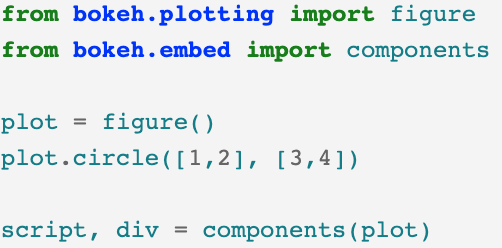 from bokeh.plotting import figure
from bokeh.embed import components
plot = figure()
plot.circle([1,2], [3,4])
script, div = components(plot)